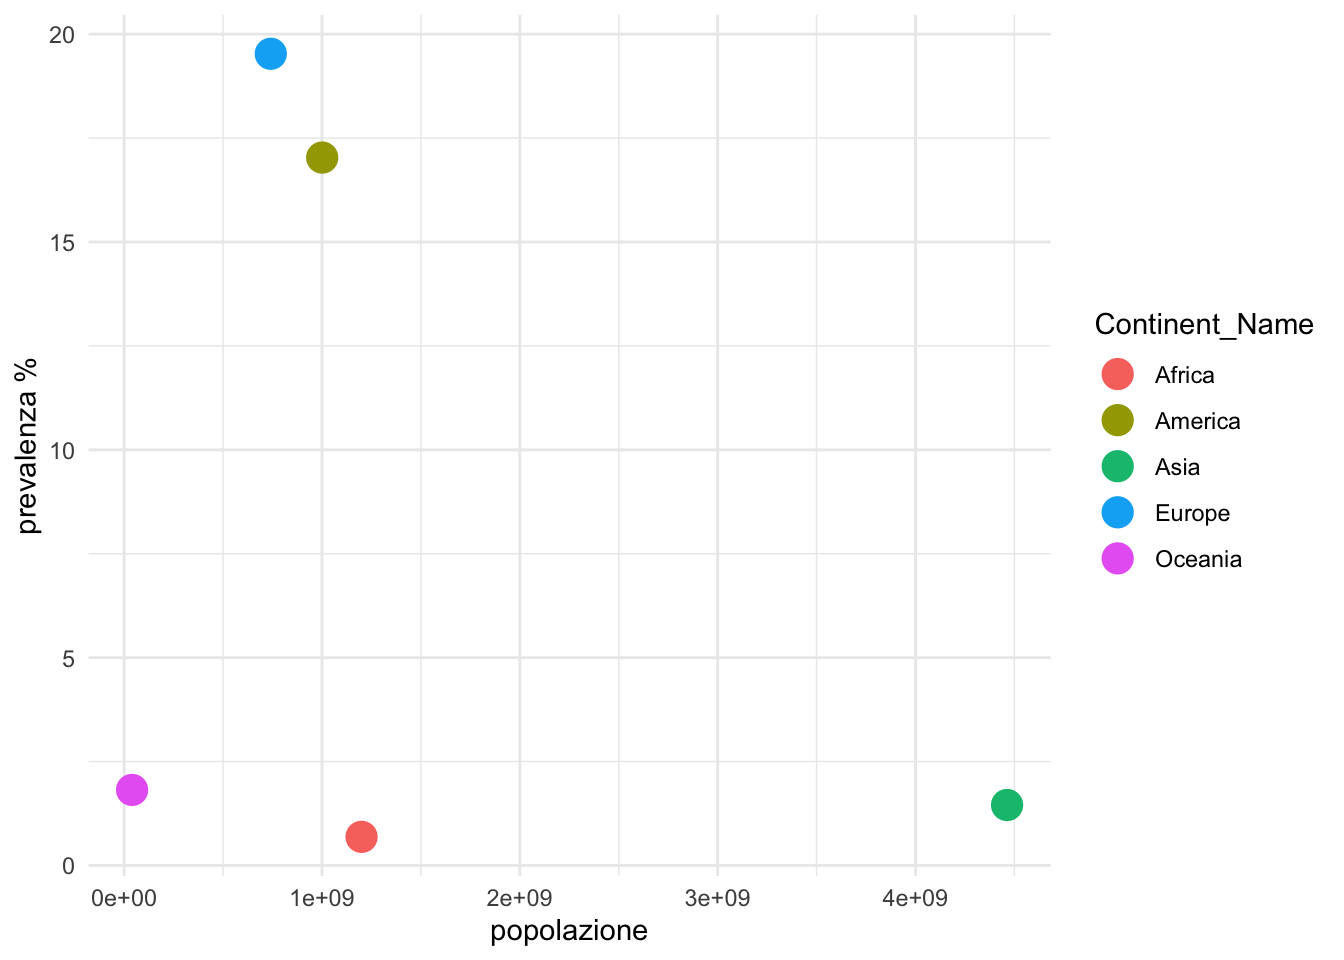 20
15
10
5
0
prevalenza %
0e+00 1e+09 2e+09 3e+09 4e+09
popolazione
Continent_Name
Africa
America
Asia
Europe
Oceania